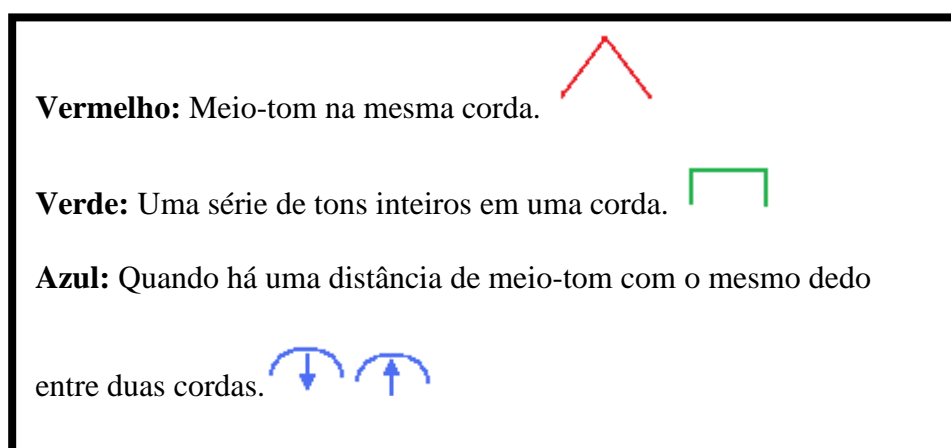 Vermelho: Meio-tom na mesma corda.
Verde: Uma série de tons inteiros em uma corda.
Azul: Quando há uma distância de meio-tom com o mesmo dedo
entre duas cordas.